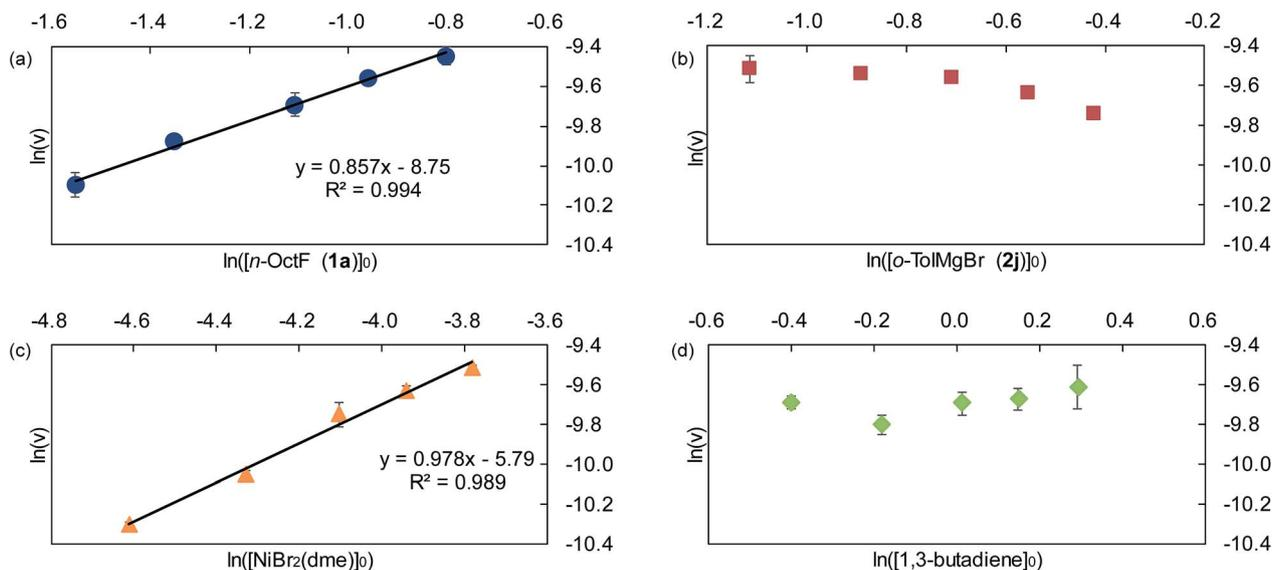 -1.6 -1.4 -1.2 -1.0 -0.8 -0.6
(a)
-9.4
-9.6
-9.8
-10.0
-10.2
-10.4
ln(v)
y = 0.857x - 8.75
R² = 0.994
ln([n-OctF (1a)]₀)
-1.2 -1.0 -0.8 -0.6 -0.4 -0.2
(b)
-9.4
-9.6
-9.8
-10.0
-10.2
-10.4
ln(v)
ln([o-TolMgBr (2j)]₀)
-4.8 -4.6 -4.4 -4.2 -4.0 -3.8 -3.6
(c)
-9.4
-9.6
-9.8
-10.0
-10.2
-10.4
ln(v)
y = 0.978x - 5.79
R² = 0.989
ln([NiBr₂(dme)]₀)
-0.6 -0.4 -0.2 0.0 0.2 0.4 0.6
(d)
-9.4
-9.6
-9.8
-10.0
-10.2
-10.4
ln(v)
ln([1,3-butadiene]₀)